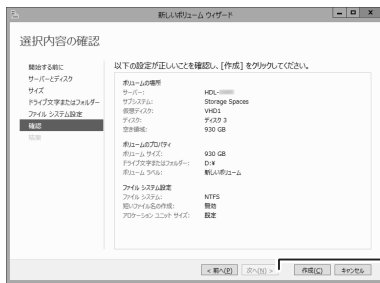 新しいボリューム ウィザード
選択内容の確認
開始する前に
サーバーとディスク
サイズ
ドライブ文字またはフォルダー
ファイル システム設定
確認
結果
以下の設定が正しいことを確認し、[作成] をクリックしてください。
ボリュームの場所
サーバー: HDL-
サブシステム: Storage Spaces
仮想ディスク: VHD1
ディスク: ディスク 3
空き領域: 930 GB
ボリュームのプロパティ
ボリューム サイズ: 930 GB
ドライブ文字またはフォルダー: D:¥
ボリューム ラベル: 新しいボリューム
ファイル システム設定
ファイル システム: NTFS
短いファイル名の作成: 無効
アロケーション ユニット サイズ: 既定
< 前へ(P) 次へ(N) > 作成(C) キャンセル